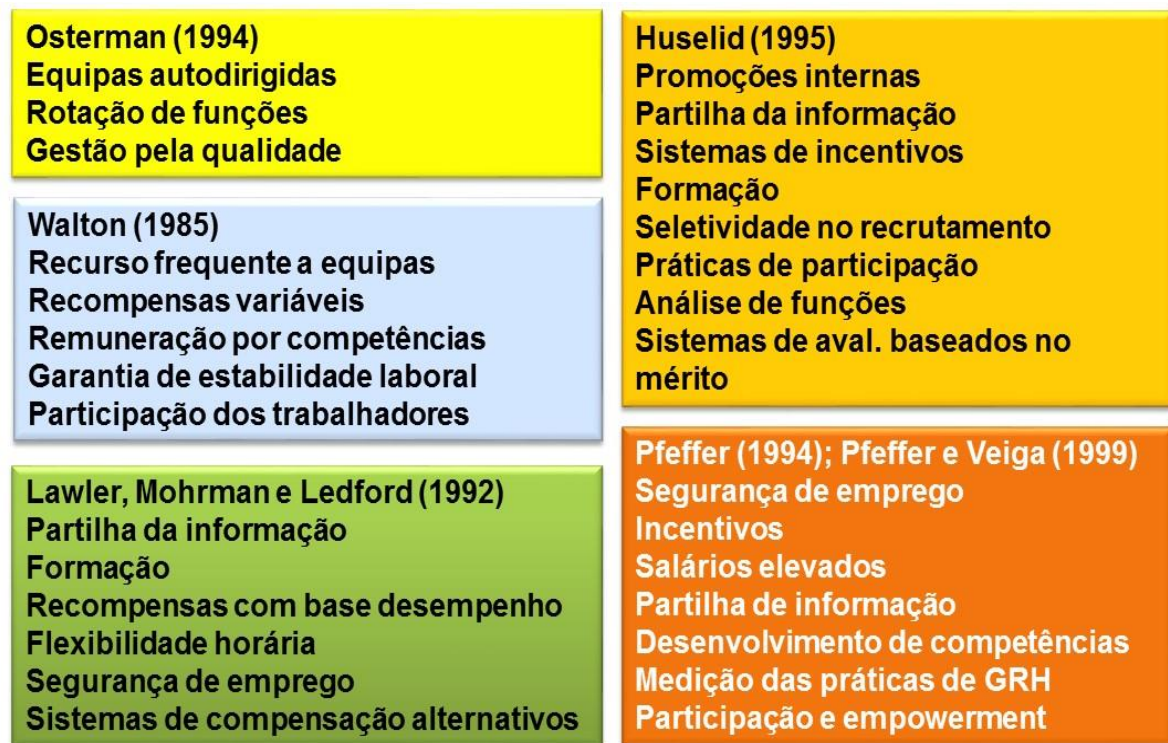 Osterman (1994)
Equipas autodirigidas
Rotação de funções
Gestão pela qualidade
Walton (1985)
Recurso frequente a equipas
Recompensas variáveis
Remuneração por competências
Garantia de estabilidade laboral
Participação dos trabalhadores
Lawler, Mohrman e Ledford (1992)
Partilha da informação
Formação
Recompensas com base desempenho
Flexibilidade horária
Segurança de emprego
Sistemas de compensação alternativos
Huselid (1995)
Promoções internas
Partilha da informação
Sistemas de incentivos
Formação
Seletividade no recrutamento
Práticas de participação
Análise de funções
Sistemas de aval. baseados no
mérito
Pfeffer (1994); Pfeffer e Veiga (1999)
Segurança de emprego
Incentivos
Salários elevados
Partilha de informação
Desenvolvimento de competências
Medição das práticas de GRH
Participação e empowerment